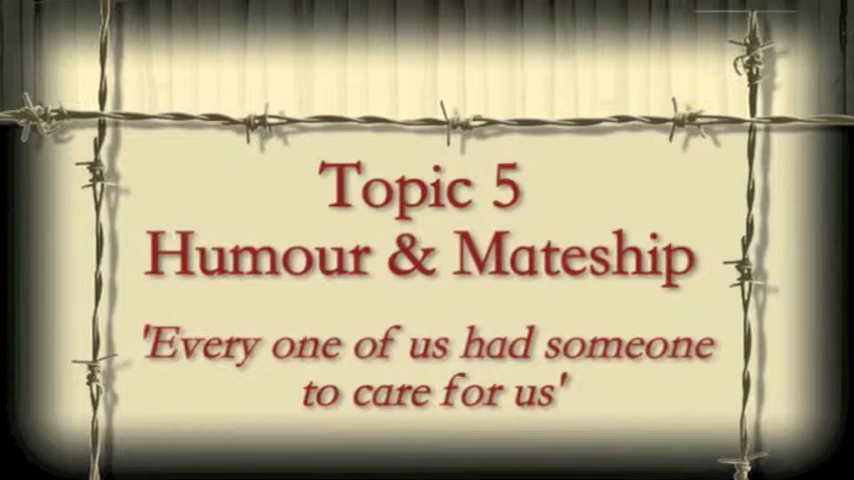 Topic 5
Humour & Mateship
'Every one of us had someone
to care for us'